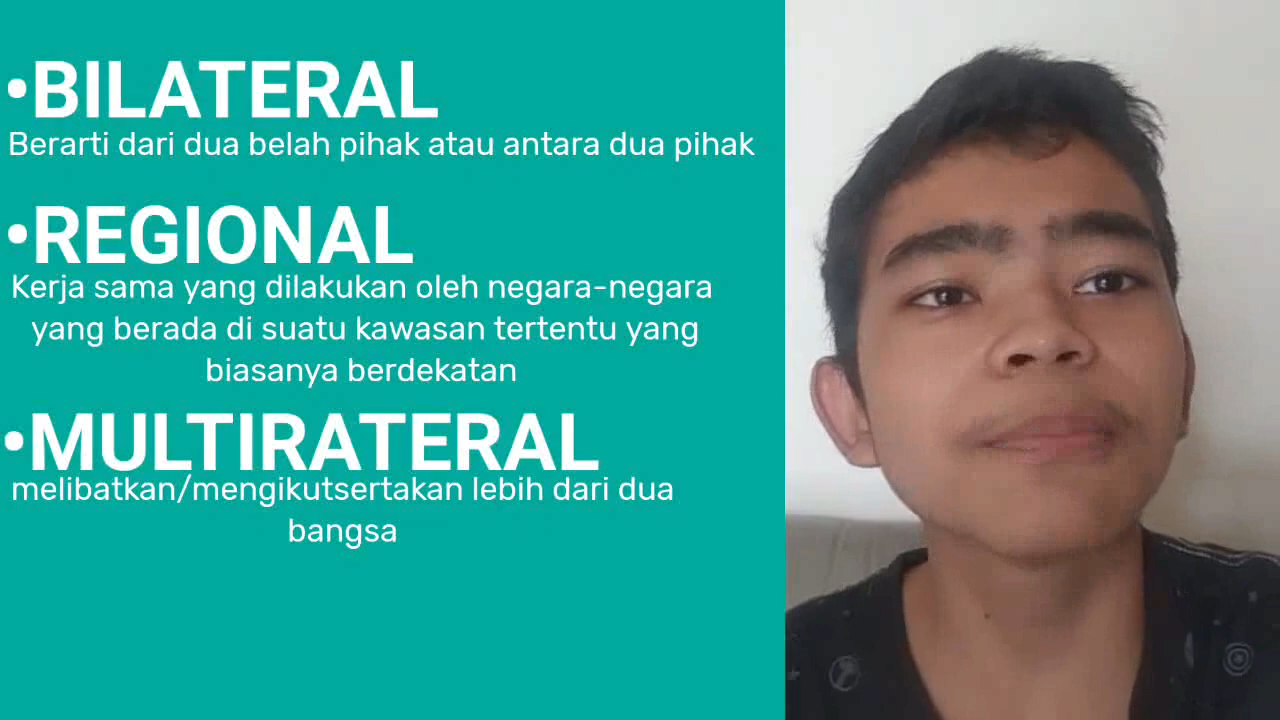 •BILATERAL
Berarti dari dua belah pihak atau antara dua pihak
•REGIONAL
Kerja sama yang dilakukan oleh negara-negara
yang berada di suatu kawasan tertentu yang
biasanya berdekatan
•MULTIRATERAL
melibatkan/mengikutsertakan lebih dari dua
bangsa